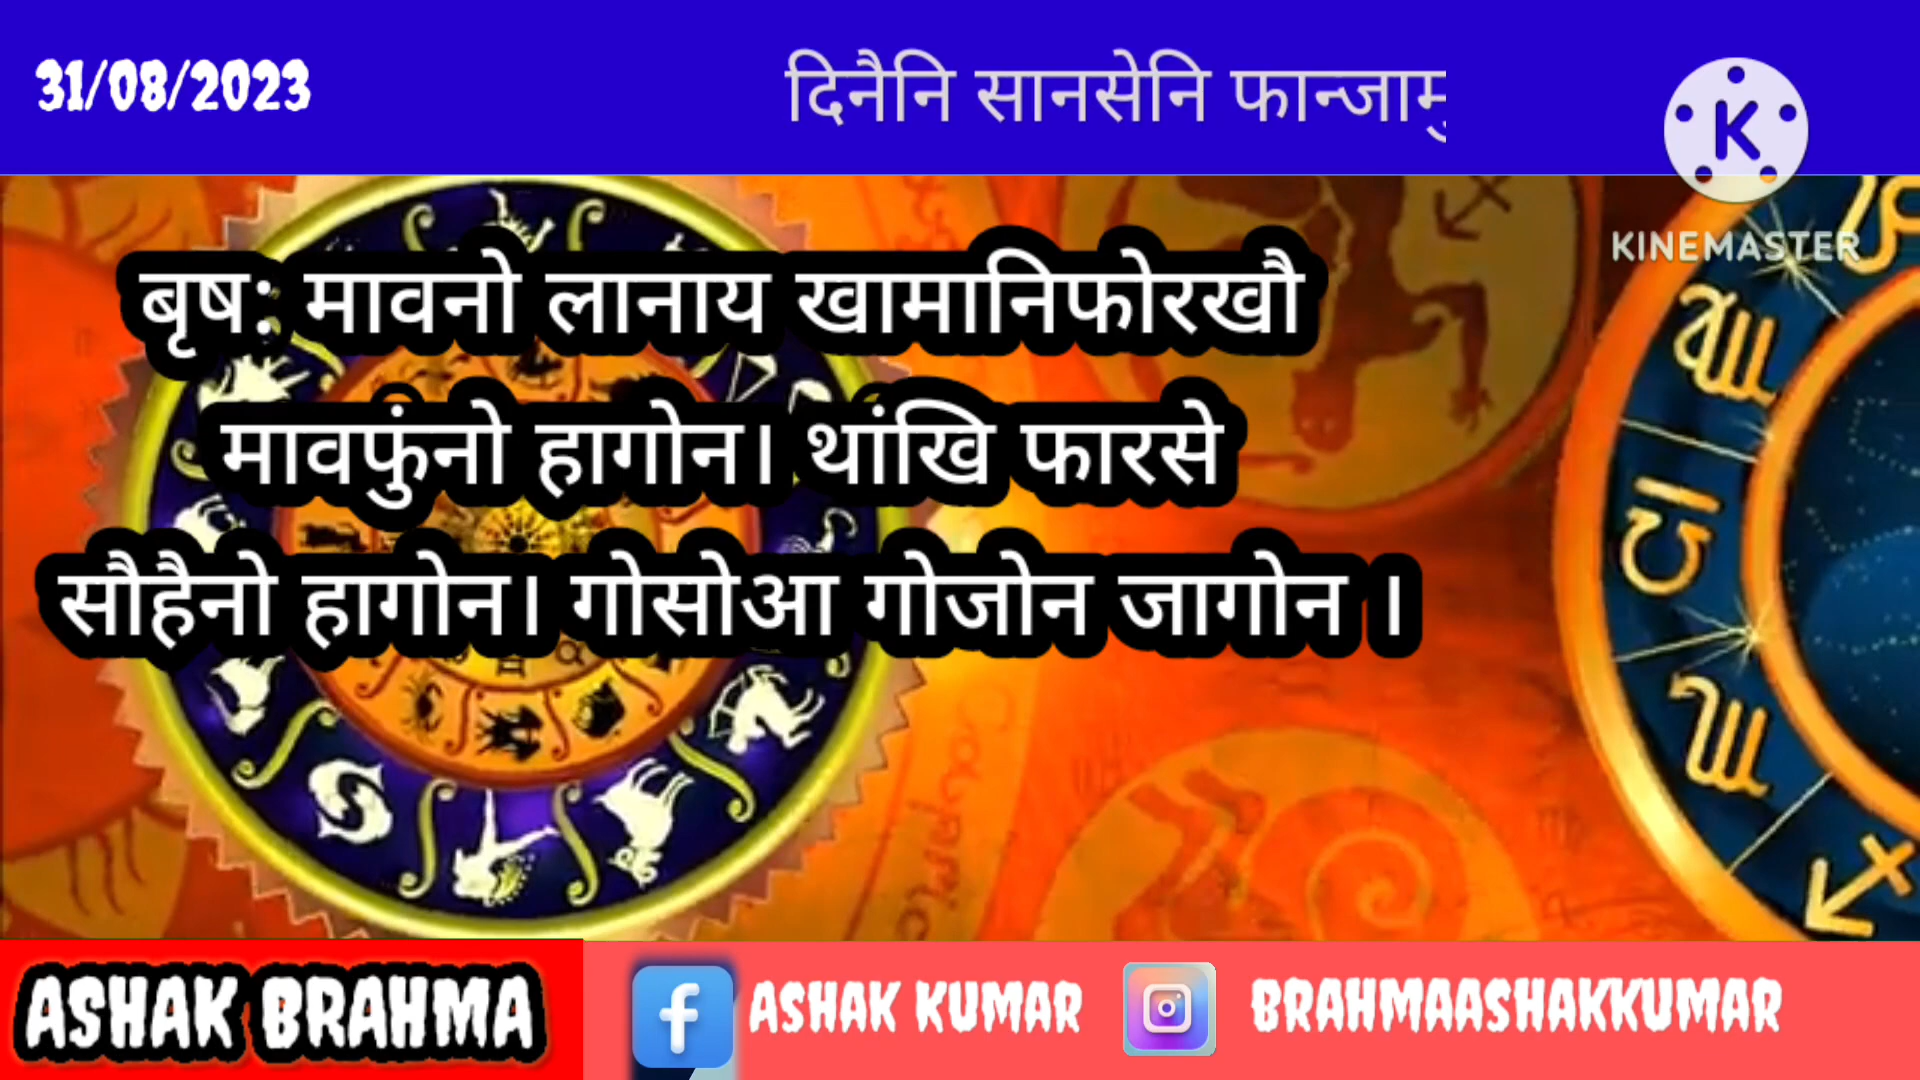 31/08/2023
दिनैनि सानसेनि फान्जामु
KINEMASTER
बृष: मावनो लानाय खामानिफोरखौ
मावफुंनो हागोन। थांखि फारसे
सौहैनो हागोन। गोसोआ गोजोन जागोन ।
ASHAK BRAHMA
ASHAK KUMAR
BRAHMAASHAKKUMAR